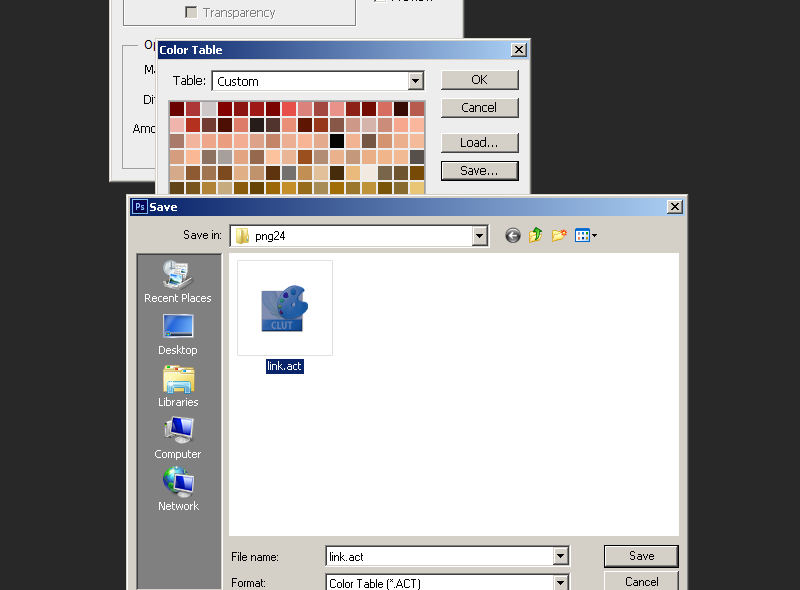 Transparency
Color Table
Table: Custom
OK
Cancel
Load...
Save...
Ps Save
Save in: png24
CLUT
link.act
Recent Places
Desktop
Libraries
Computer
Network
File name: link.act
Save
Format: Color Table (*.ACT)
Cancel